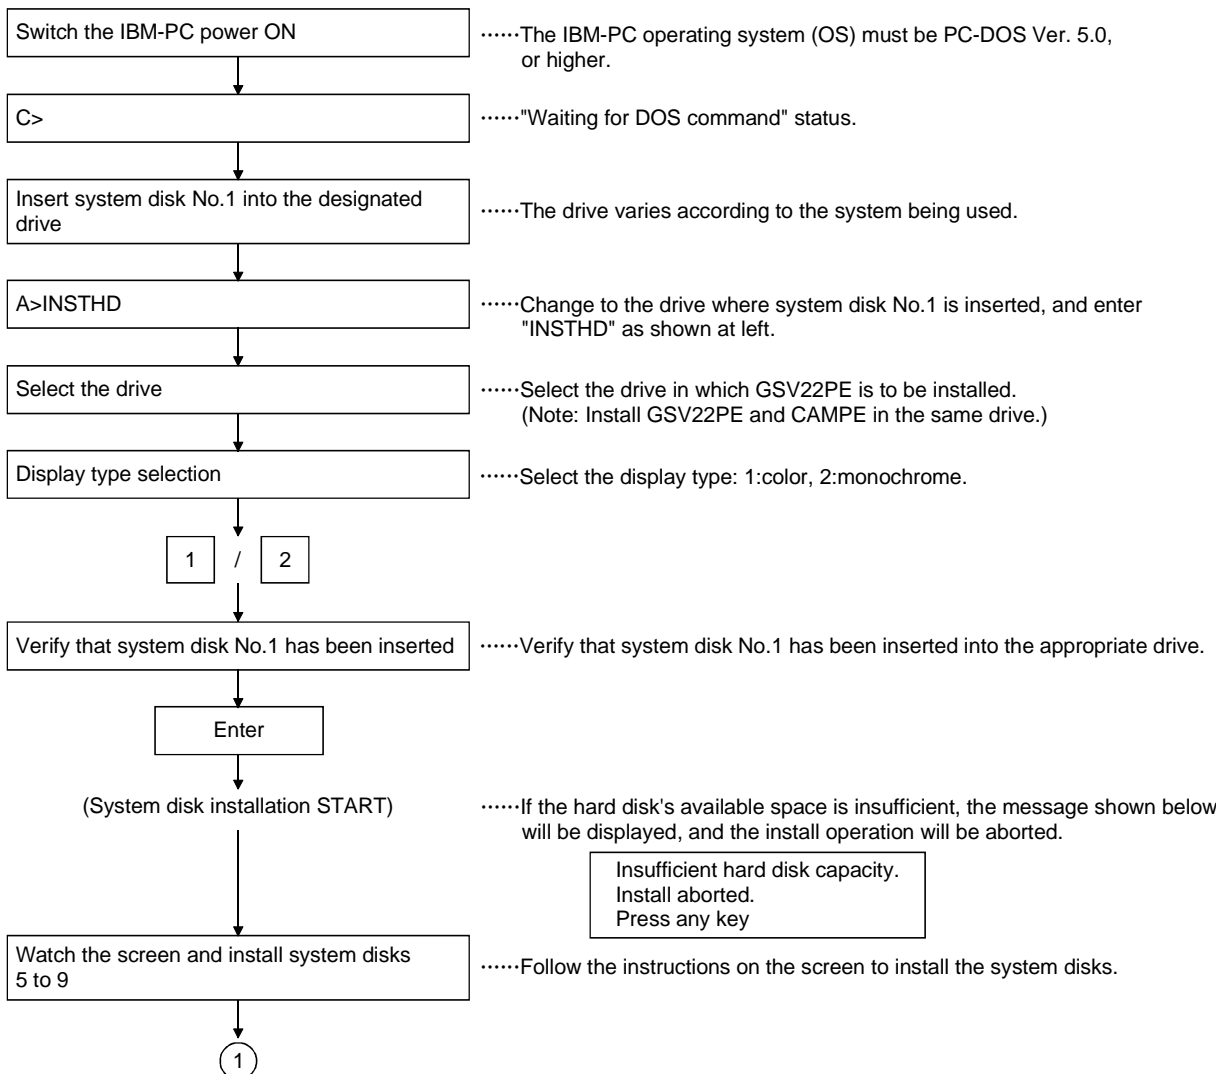 Switch the IBM-PC power ON
······The IBM-PC operating system (OS) must be PC-DOS Ver. 5.0,
or higher.
C>
······"Waiting for DOS command" status.
Insert system disk No.1 into the designated
drive
······The drive varies according to the system being used.
A>INSTHD
······Change to the drive where system disk No.1 is inserted, and enter
"INSTHD" as shown at left.
Select the drive
······Select the drive in which GSV22PE is to be installed.
(Note: Install GSV22PE and CAMPE in the same drive.)
Display type selection
······Select the display type: 1:color, 2:monochrome.
1 / 2
Verify that system disk No.1 has been inserted
······Verify that system disk No.1 has been inserted into the appropriate drive.
Enter
(System disk installation START)
······If the hard disk's available space is insufficient, the message shown below
will be displayed, and the install operation will be aborted.
Insufficient hard disk capacity.
Install aborted.
Press any key
Watch the screen and install system disks
5 to 9
······Follow the instructions on the screen to install the system disks.
1